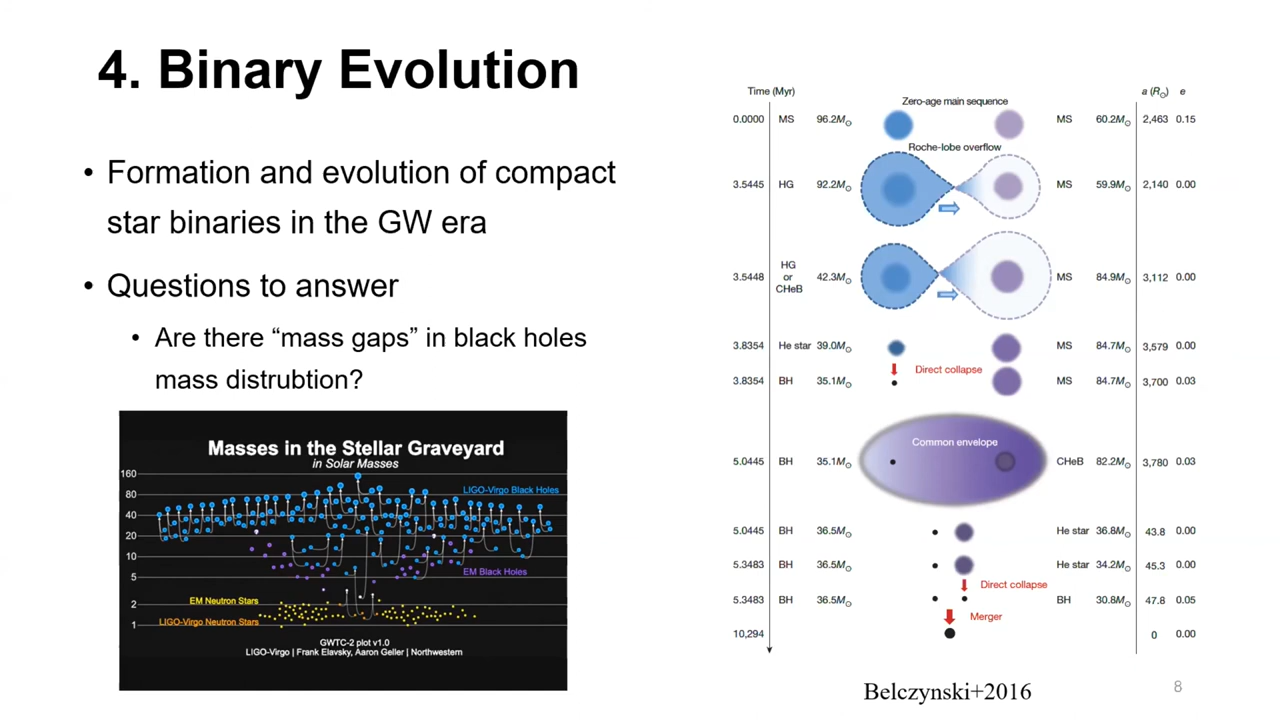 4. Binary Evolution
• Formation and evolution of compact
star binaries in the GW era
• Questions to answer
• Are there “mass gaps” in black holes
mass distrubtion?
Masses in the Stellar Graveyard
in Solar Masses
160
80
40
20
10
5
2
1
LIGO-Virgo Black Holes
EM Black Holes
EM Neutron Stars
LIGO-Virgo Neutron Stars
GWTC-2 plot v1.0
LIGO-Virgo | Frank Elavsky, Aaron Geller | Northwestern
Time (Myr) a (R☉) e
Zero-age main sequence
0.0000 MS 96.2M☉ MS 60.2M☉ 2,463 0.15
Roche-lobe overflow
3.5445 HG 92.2M☉ MS 59.9M☉ 2,140 0.00
HG
or
CHeB
3.5448 42.3M☉ MS 84.9M☉ 3,112 0.00
3.8354 He star 39.0M☉ MS 84.7M☉ 3,579 0.00
Direct collapse
3.8354 BH 35.1M☉ MS 84.7M☉ 3,700 0.03
Common envelope
5.0445 BH 35.1M☉ CHeB 82.2M☉ 3,780 0.03
5.0445 BH 36.5M☉ He star 36.8M☉ 43.8 0.00
5.3483 BH 36.5M☉ He star 34.2M☉ 45.3 0.00
Direct collapse
5.3483 BH 36.5M☉ BH 30.8M☉ 47.8 0.05
Merger
10,294 0 0.00
Belczynski+2016
8